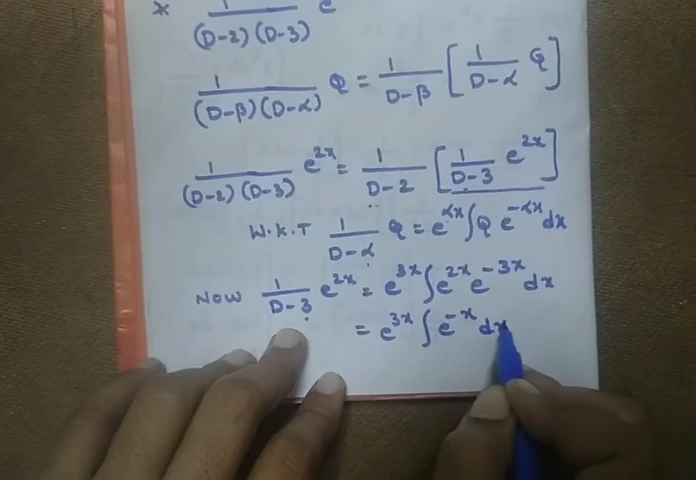 * 1/((D-2)(D-3)) e
1/((D-β)(D-α)) Q = 1/(D-β) [1/(D-α) Q]
1/((D-2)(D-3)) e^{2x} = 1/(D-2) [1/(D-3) e^{2x}]
W.K.T 1/(D-α) Q = e^{αx} ∫Q e^{-αx} dx
NOW 1/(D-3) e^{2x} = e^{3x} ∫e^{2x} e^{-3x} dx
= e^{3x} ∫e^{-x} dx